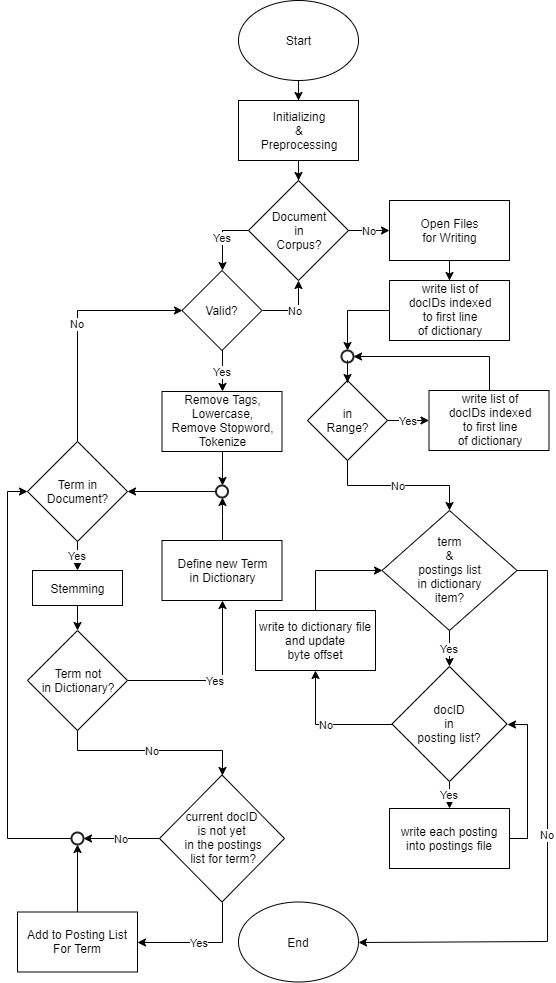 Start
Initializing
&
Preprocessing
Document
in
Corpus?
No
Open Files
for Writing
Yes
write list of
docIDs indexed
to first line
of dictionary
Valid?
No
No
Yes
Remove Tags,
Lowercase,
Remove Stopword,
Tokenize
in
Range?
Yes
write list of
docIDs indexed
to first line
of dictionary
Term in
Document?
No
Yes
Stemming
Define new Term
in Dictionary
term
&
postings list
in dictionary
item?
write to dictionary file
and update
byte offset
Yes
Term not
in Dictionary?
Yes
docID
in
posting list?
No
No
Yes
current docID
is not yet
in the postings
list for term?
No
write each posting
into postings file
No
Add to Posting List
For Term
Yes
End